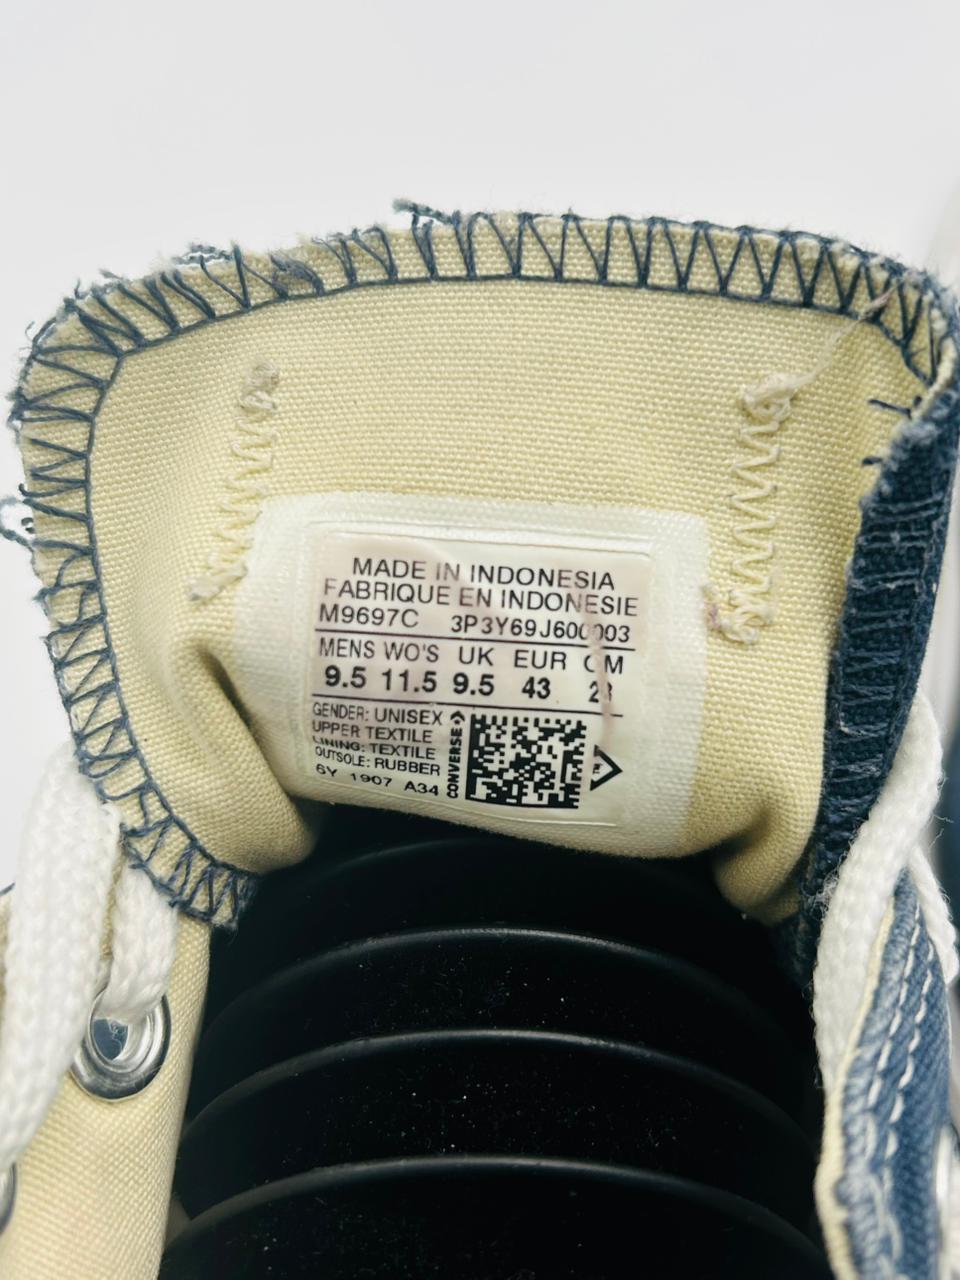 MADE IN INDONESIA
FABRIQUE EN INDONESIE
M9697C 3P3Y69J600003
MENS WO'S UK EUR CM
9.5 11.5 9.5 43
GENDER: UNISEX
UPPER TEXTILE
LINING: TEXTILE
OUTSOLE: RUBBER
6Y 1907 A34
CONVERSE